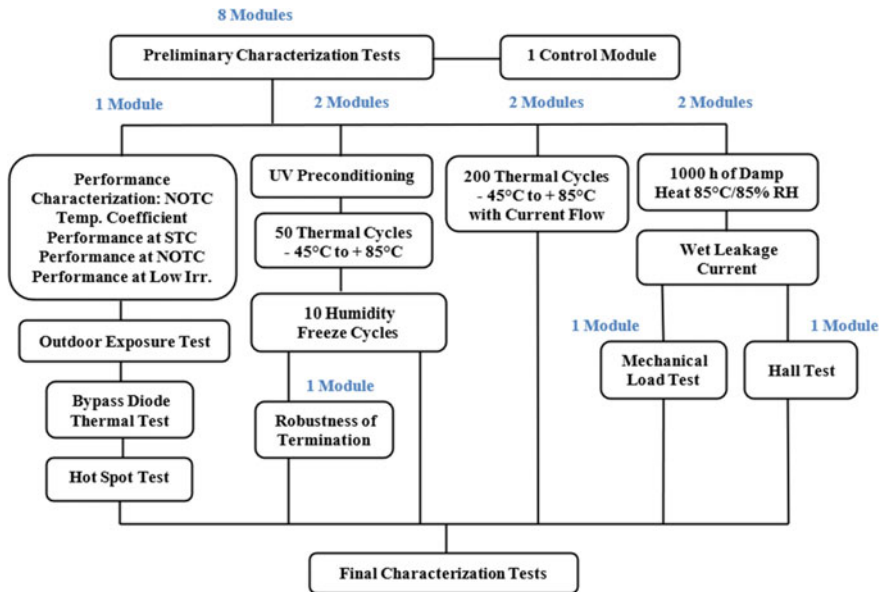 8 Modules
Preliminary Characterization Tests
1 Control Module
1 Module
2 Modules
2 Modules
2 Modules
Performance
Characterization: NOTC
Temp. Coefficient
Performance at STC
Performance at NOTC
Performance at Low Irr.
Outdoor Exposure Test
Bypass Diode
Thermal Test
Hot Spot Test
UV Preconditioning
50 Thermal Cycles
- 45°C to + 85°C
10 Humidity
Freeze Cycles
1 Module
Robustness of
Termination
200 Thermal Cycles
- 45°C to + 85°C
with Current Flow
1000 h of Damp
Heat 85°C/85% RH
Wet Leakage
Current
1 Module
Mechanical
Load Test
1 Module
Hall Test
Final Characterization Tests